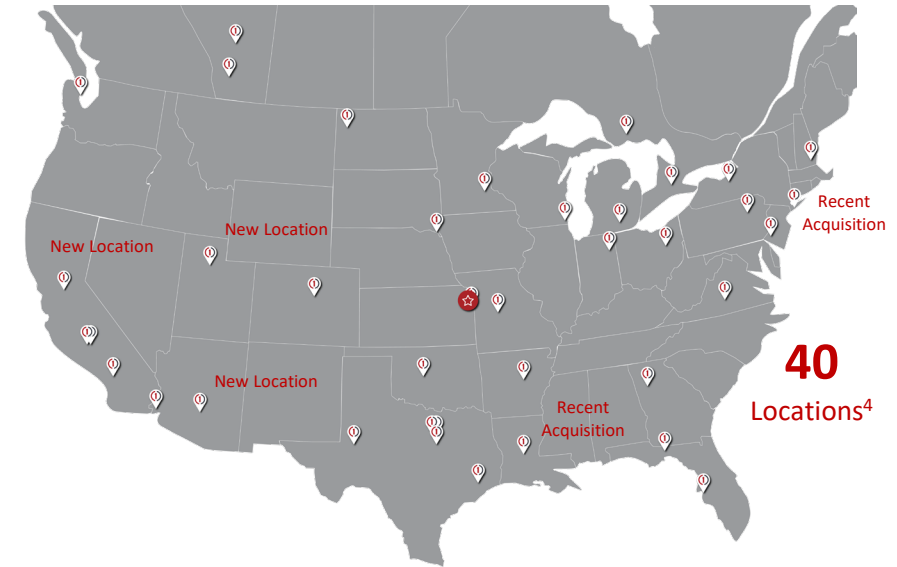 Recent
Acquisition
New Location
New Location
40
Locations4
New Location
Recent
Acquisition